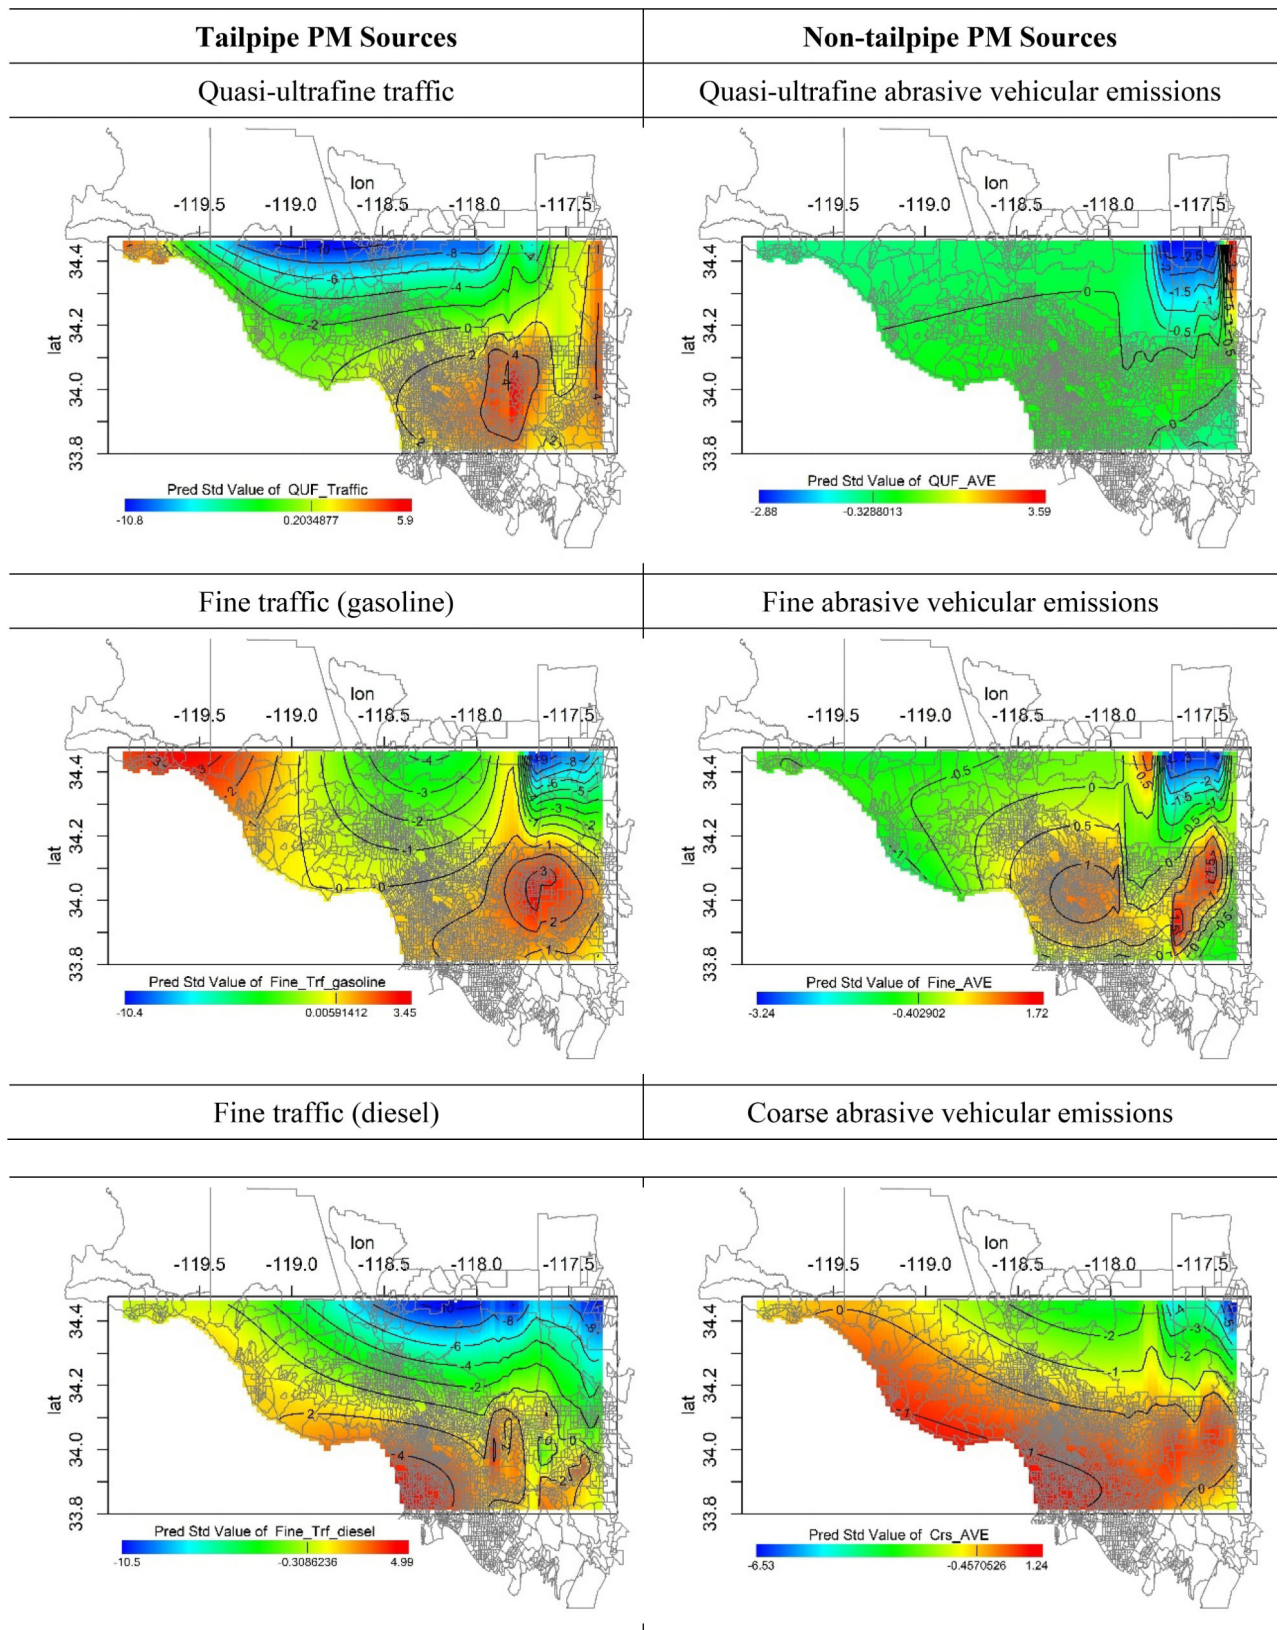 Tailpipe PM Sources
Non-tailpipe PM Sources
Quasi-ultrafine traffic
Quasi-ultrafine abrasive vehicular emissions
lon
-119.5 -119.0 -118.5 -118.0 -117.5
lat
34.4
34.2
34.0
33.8
Pred Std Value of QUF_Traffic
-10.8 0.2034877 5.9
lon
-119.5 -119.0 -118.5 -118.0 -117.5
lat
34.4
34.2
34.0
33.8
Pred Std Value of QUF_AVE
-2.88 -0.3288013 3.59
Fine traffic (gasoline)
Fine abrasive vehicular emissions
lon
-119.5 -119.0 -118.5 -118.0 -117.5
lat
34.4
34.2
34.0
33.8
Pred Std Value of Fine_Trf_gasoline
-10.4 0.00591412 3.45
lon
-119.5 -119.0 -118.5 -118.0 -117.5
lat
34.4
34.2
34.0
33.8
Pred Std Value of Fine_AVE
-3.24 -0.402902 1.72
Fine traffic (diesel)
Coarse abrasive vehicular emissions
lon
-119.5 -119.0 -118.5 -118.0 -117.5
lat
34.4
34.2
34.0
33.8
Pred Std Value of Fine_Trf_diesel
-10.5 -0.3086236 4.99
lon
-119.5 -119.0 -118.5 -118.0 -117.5
lat
34.4
34.2
34.0
33.8
Pred Std Value of Crs_AVE
-6.53 -0.4570526 1.24